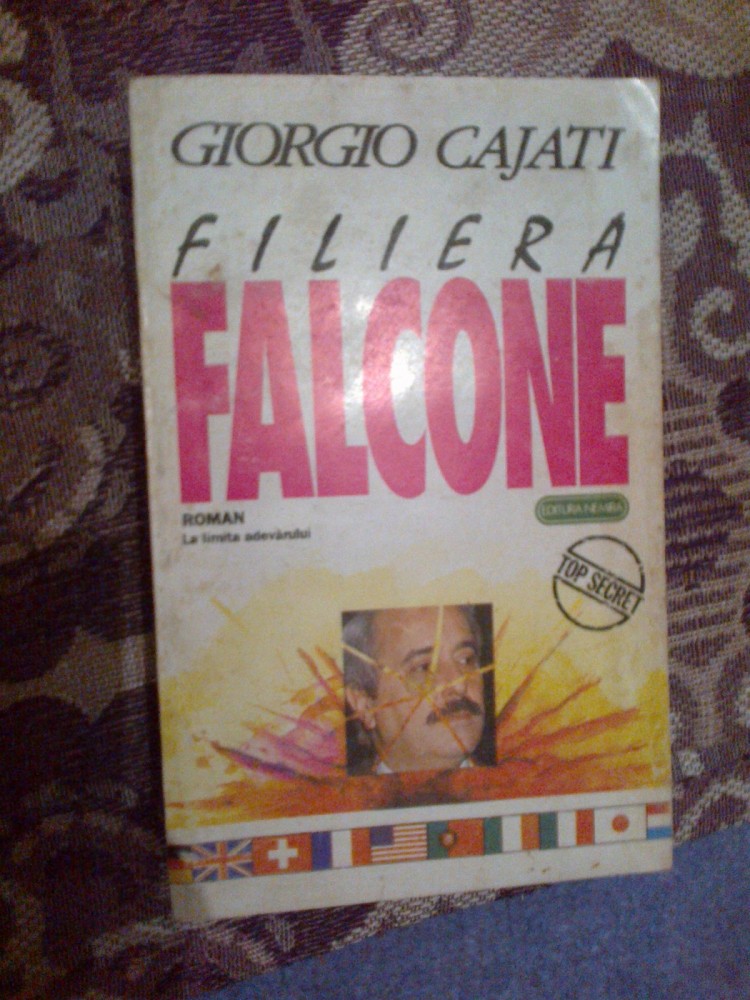 GIORGIO CAJATI
FILIERA
FALCONE
ROMAN
La limita adevărului
EDITURA NEMIRA
TOP SECRET